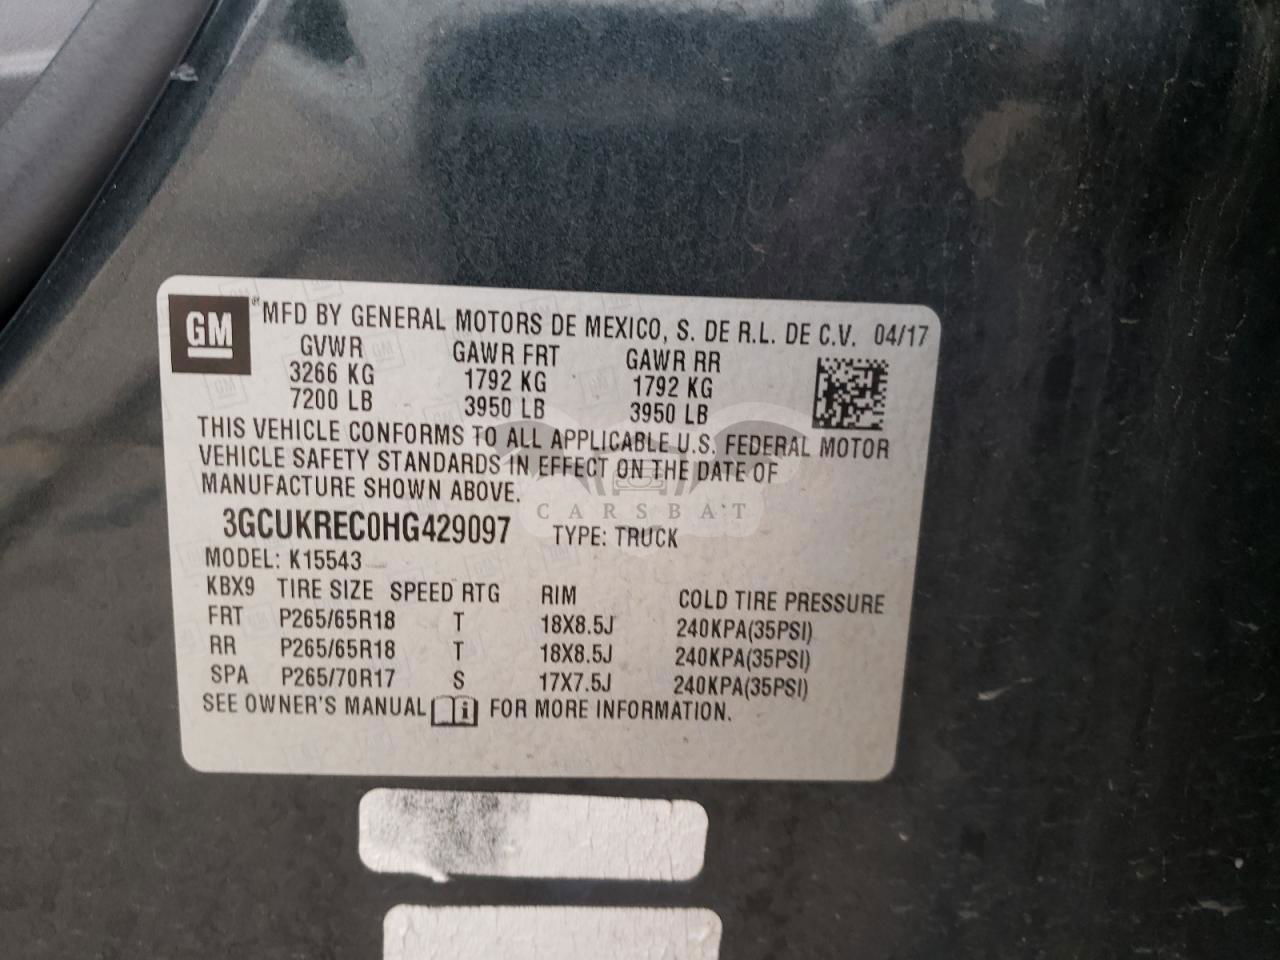 GM ® MFD BY GENERAL MOTORS DE MEXICO, S. DE R.L. DE C.V. 04/17
GVWR GAWR FRT GAWR RR
3266 KG 1792 KG 1792 KG
7200 LB 3950 LB 3950 LB
THIS VEHICLE CONFORMS TO ALL APPLICABLE U.S. FEDERAL MOTOR
VEHICLE SAFETY STANDARDS IN EFFECT ON THE DATE OF
MANUFACTURE SHOWN ABOVE.
CARSBAT
3GCUKREC0HG429097 TYPE: TRUCK
MODEL: K15543
KBX9 TIRE SIZE SPEED RTG RIM COLD TIRE PRESSURE
FRT P265/65R18 T 18X8.5J 240KPA(35PSI)
RR P265/65R18 T 18X8.5J 240KPA(35PSI)
SPA P265/70R17 S 17X7.5J 240KPA(35PSI)
SEE OWNER'S MANUAL i FOR MORE INFORMATION.